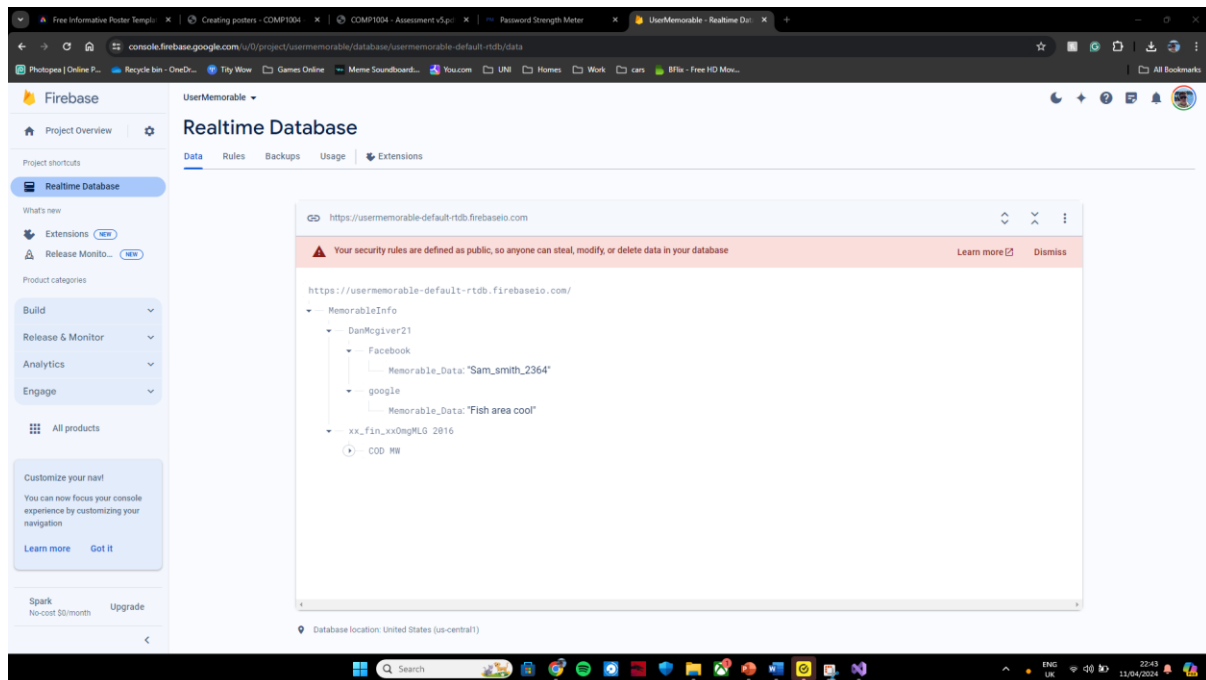 Free Informative Poster Templa
Creating posters - COMP1004
COMP1004 - Assessment v5.pd
Password Strength Meter
UserMemorable - Realtime Dat
console.firebase.google.com/u/0/project/usermemorable/database/usermemorable-default-rtdb/data
Photopea | Online P...
Recycle bin - OneDr...
Tity Wow
Games Online
Meme Soundboard:...
You.com
UNI
Homes
Work
cars
BFlix - Free HD Mov...
All Bookmarks
Firebase
Project Overview
Project shortcuts
Realtime Database
What's new
Extensions NEW
Release Monito... NEW
Product categories
Build
Release & Monitor
Analytics
Engage
All products
Customize your nav!
You can now focus your console
experience by customizing your
navigation
Learn more Got it
Spark
No-cost $0/month
Upgrade
UserMemorable
Realtime Database
Data Rules Backups Usage Extensions
https://usermemorable-default-rtdb.firebaseio.com
Your security rules are defined as public, so anyone can steal, modify, or delete data in your database
Learn more Dismiss
https://usermemorable-default-rtdb.firebaseio.com/
MemorableInfo
DanMcgiver21
Facebook
Memorable_Data: "Sam_smith_2364"
google
Memorable_Data: "Fish area cool"
xx_fin_xxOmgMLG 2016
COD MW
Database location: United States (us-central1)
Search
ENG
UK
22:43
11/04/2024